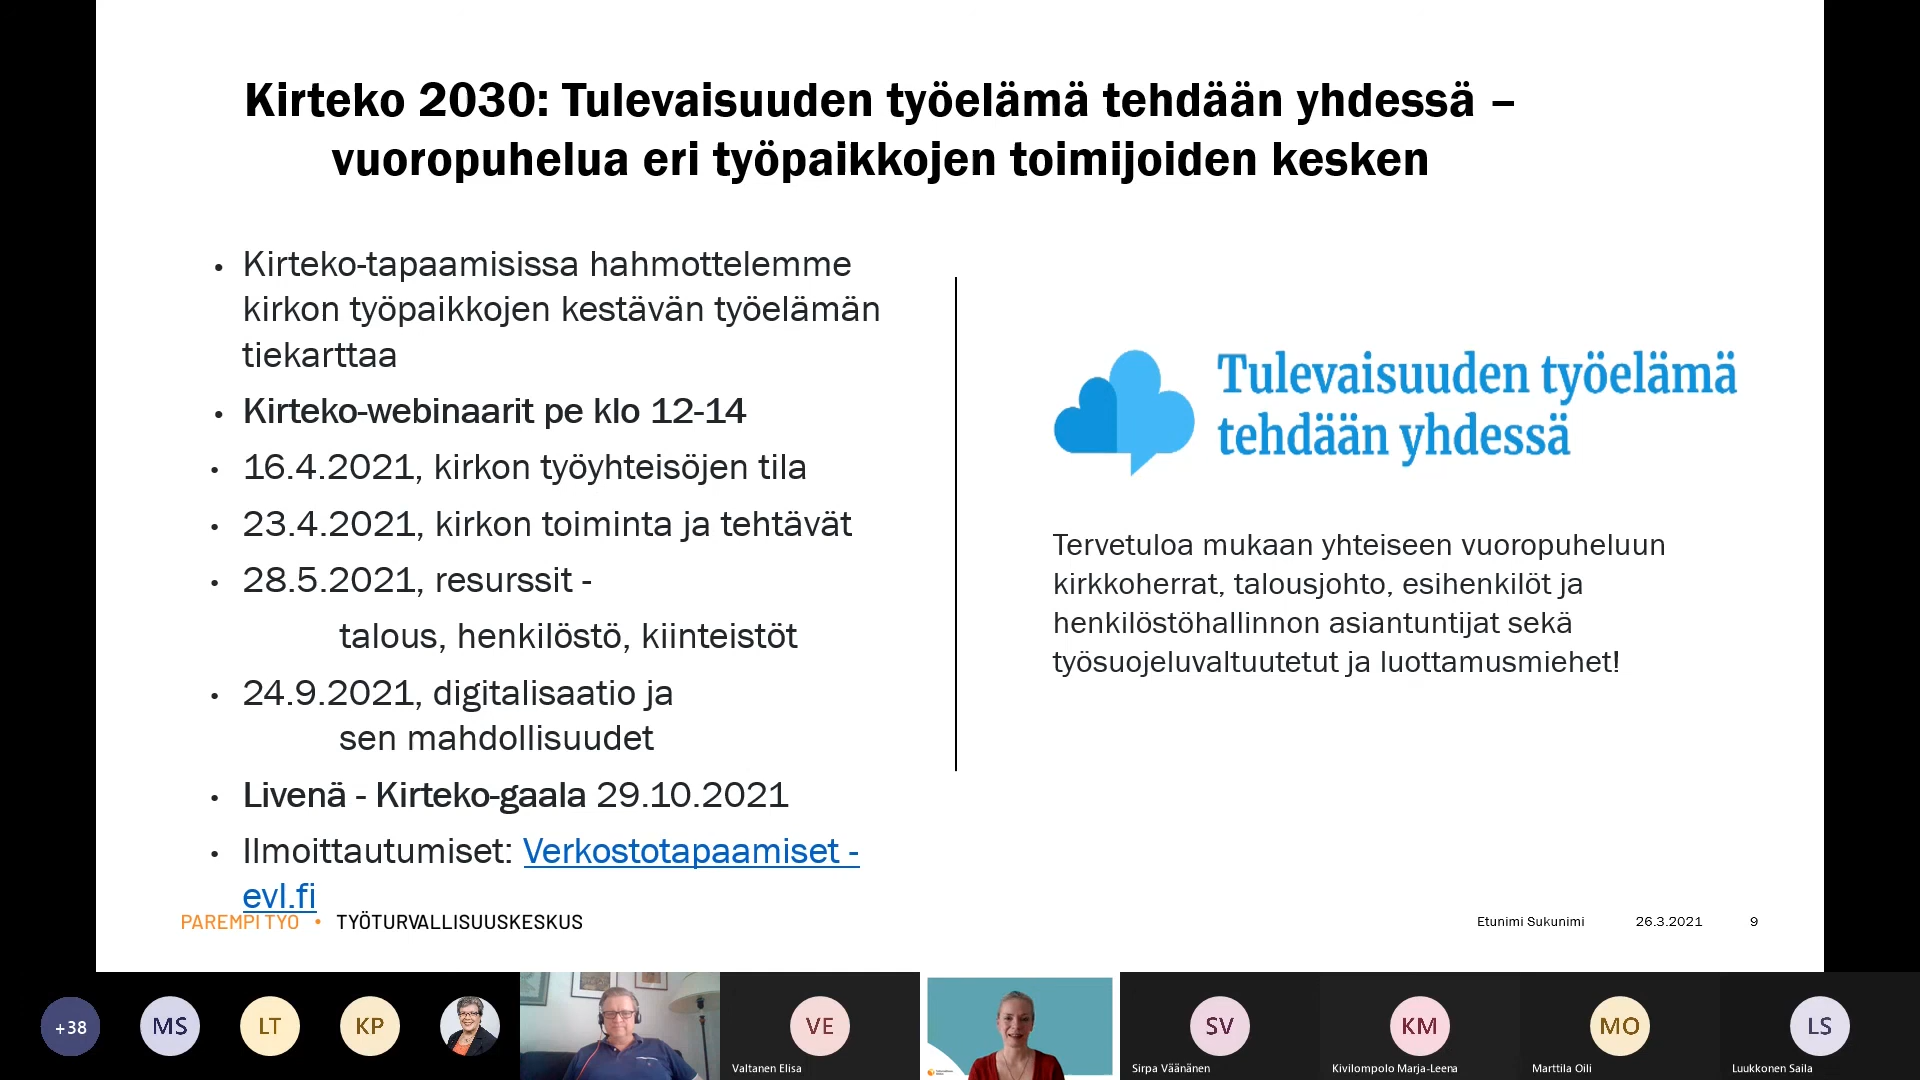 Kirteko 2030: Tulevaisuuden työelämä tehdään yhdessä –
vuoropuhelua eri työpaikkojen toimijoiden kesken
• Kirteko-tapaamisissa hahmottelemme
kirkon työpaikkojen kestävän työelämän
tiekarttaa
• Kirteko-webinaarit pe klo 12-14
• 16.4.2021, kirkon työyhteisöjen tila
• 23.4.2021, kirkon toiminta ja tehtävät
• 28.5.2021, resurssit -
talous, henkilöstö, kiinteistöt
• 24.9.2021, digitalisaatio ja
sen mahdollisuudet
• Livenä - Kirteko-gaala 29.10.2021
• Ilmoittautumiset: Verkostotapaamiset -
evl.fi
Tulevaisuuden työelämä
tehdään yhdessä
Tervetuloa mukaan yhteiseen vuoropuheluun
kirkkoherrat, talousjohto, esihenkilöt ja
henkilöstöhallinnon asiantuntijat sekä
työsuojeluvaltuutetut ja luottamusmiehet!
PAREMPI TYÖ • TYÖTURVALLISUUSKESKUS
Etunimi Sukunimi 26.3.2021 9
+38 MS LT KP VE SV KM MO LS
Valtanen Elisa Sirpa Väänänen Kivilompolo Marja-Leena Marttila Oili Luukkonen Saila